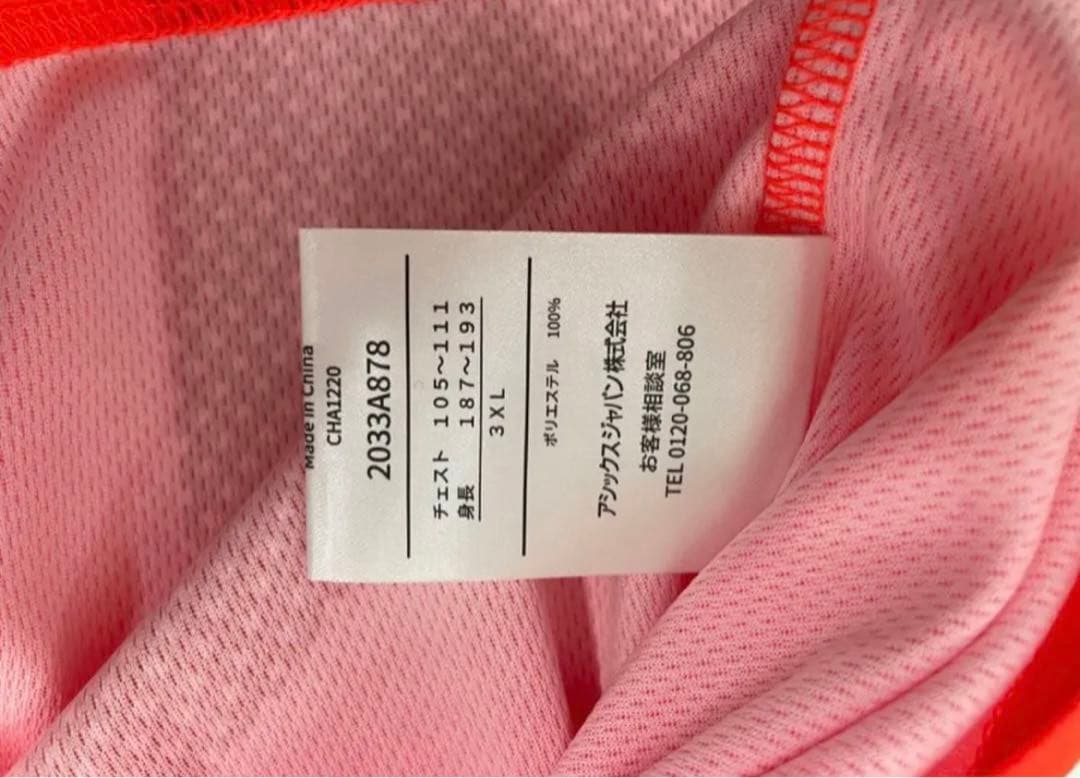 Made in China
CHA1220
2033A878
チェスト 105～111
身長 187～193
3XL
ポリエステル 100%
アシックスジャパン株式会社
お客様相談室
TEL 0120-068-806